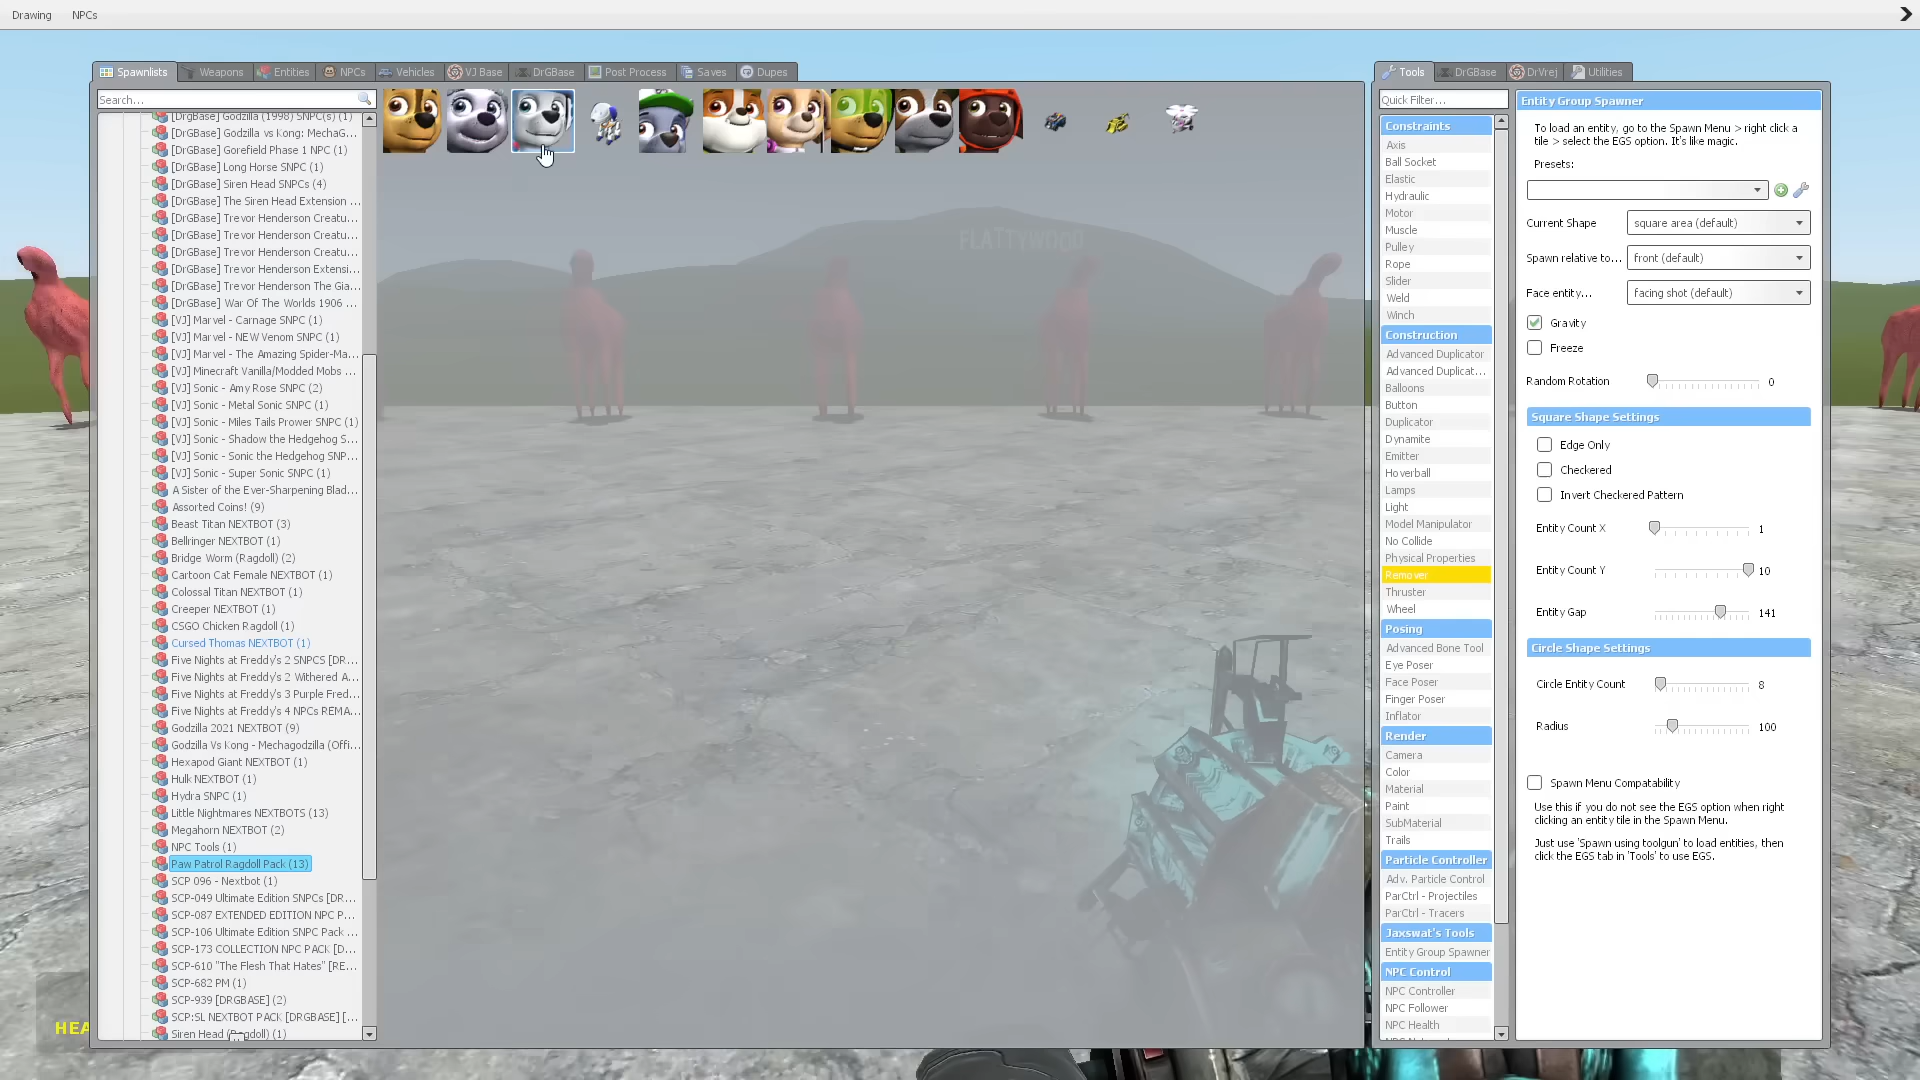 Drawing NPCs
Spawnlists Weapons Entities NPCs Vehicles VJ Base DrGBase Post Process Saves Dupes
Search...
[DrGBase] Godzilla (1998) SNPC(s) (1)
[DrGBase] Godzilla vs Kong: MechaG...
[DrGBase] Gorefield Phase 1 NPC (1)
[DrGBase] Long Horse SNPC (1)
[DrGBase] Siren Head SNPCs (4)
[DrGBase] The Siren Head Extension ...
[DrGBase] Trevor Henderson Creatu...
[DrGBase] Trevor Henderson Creatu...
[DrGBase] Trevor Henderson Creatu...
[DrGBase] Trevor Henderson Extensi...
[DrGBase] Trevor Henderson The Gia...
[DrGBase] War Of The Worlds 1906 ...
[VJ] Marvel - Carnage SNPC (1)
[VJ] Marvel - NEW Venom SNPC (1)
[VJ] Marvel - The Amazing Spider-Ma...
[VJ] Minecraft Vanilla/Modded Mobs ...
[VJ] Sonic - Amy Rose SNPC (2)
[VJ] Sonic - Metal Sonic SNPC (1)
[VJ] Sonic - Miles Tails Prower SNPC (1)
[VJ] Sonic - Shadow the Hedgehog S...
[VJ] Sonic - Sonic the Hedgehog SNP...
[VJ] Sonic - Super Sonic SNPC (1)
A Sister of the Ever-Sharpening Blad...
Assorted Coins! (9)
Beast Titan NEXTBOT (3)
Bellringer NEXTBOT (1)
Bridge Worm (Ragdoll) (2)
Cartoon Cat Female NEXTBOT (1)
Colossal Titan NEXTBOT (1)
Creeper NEXTBOT (1)
CSGO Chicken Ragdoll (1)
Cursed Thomas NEXTBOT (1)
Five Nights at Freddy's 2 SNPCS [DR...
Five Nights at Freddy's 2 Withered A...
Five Nights at Freddy's 3 Purple Fred...
Five Nights at Freddy's 4 NPCs REMA...
Godzilla 2021 NEXTBOT (9)
Godzilla Vs Kong - Mechagodzilla (Offi...
Hexapod Giant NEXTBOT (1)
Hulk NEXTBOT (1)
Hydra SNPC (1)
Little Nightmares NEXTBOTS (13)
Megahorn NEXTBOT (2)
NPC Tools (1)
Paw Patrol Ragdoll Pack (13)
SCP 096 - Nextbot (1)
SCP-049 Ultimate Edition SNPCs [DR...
SCP-087 EXTENDED EDITION NPC P...
SCP-106 Ultimate Edition SNPC Pack ...
SCP-173 COLLECTION NPC PACK [D...
SCP-610 "The Flesh That Hates" [RE...
SCP-682 PM (1)
SCP-939 [DRGBASE] (2)
SCP:SL NEXTBOT PACK [DRGBASE] [...
Siren Head (1)
FLATTYWOOD
HEA
Tools DrGBase DrVrej Utilities
Quick Filter...
Constraints
Axis
Ball Socket
Elastic
Hydraulic
Motor
Muscle
Pulley
Rope
Slider
Weld
Winch
Construction
Advanced Duplicator
Advanced Duplicat...
Balloons
Button
Duplicator
Dynamite
Emitter
Hoverball
Lamps
Light
Model Manipulator
No Collide
Physical Properties
Remover
Thruster
Wheel
Posing
Advanced Bone Tool
Eye Poser
Face Poser
Finger Poser
Inflator
Render
Camera
Color
Material
Paint
SubMaterial
Trails
Particle Controller
Adv. Particle Control
ParCtrl - Projectiles
ParCtrl - Tracers
Jaxswat's Tools
Entity Group Spawner
NPC Control
NPC Controller
NPC Follower
NPC Health
Entity Group Spawner
To load an entity, go to the Spawn Menu > right click a
tile > select the EGS option. It's like magic.
Presets:
Current Shape square area (default)
Spawn relative to... front (default)
Face entity... facing shot (default)
Gravity
Freeze
Random Rotation 0
Square Shape Settings
Edge Only
Checkered
Invert Checkered Pattern
Entity Count X 1
Entity Count Y 10
Entity Gap 141
Circle Shape Settings
Circle Entity Count 8
Radius 100
Spawn Menu Compatability
Use this if you do not see the EGS option when right
clicking an entity tile in the Spawn Menu.
Just use 'Spawn using toolgun' to load entities, then
click the EGS tab in 'Tools' to use EGS.